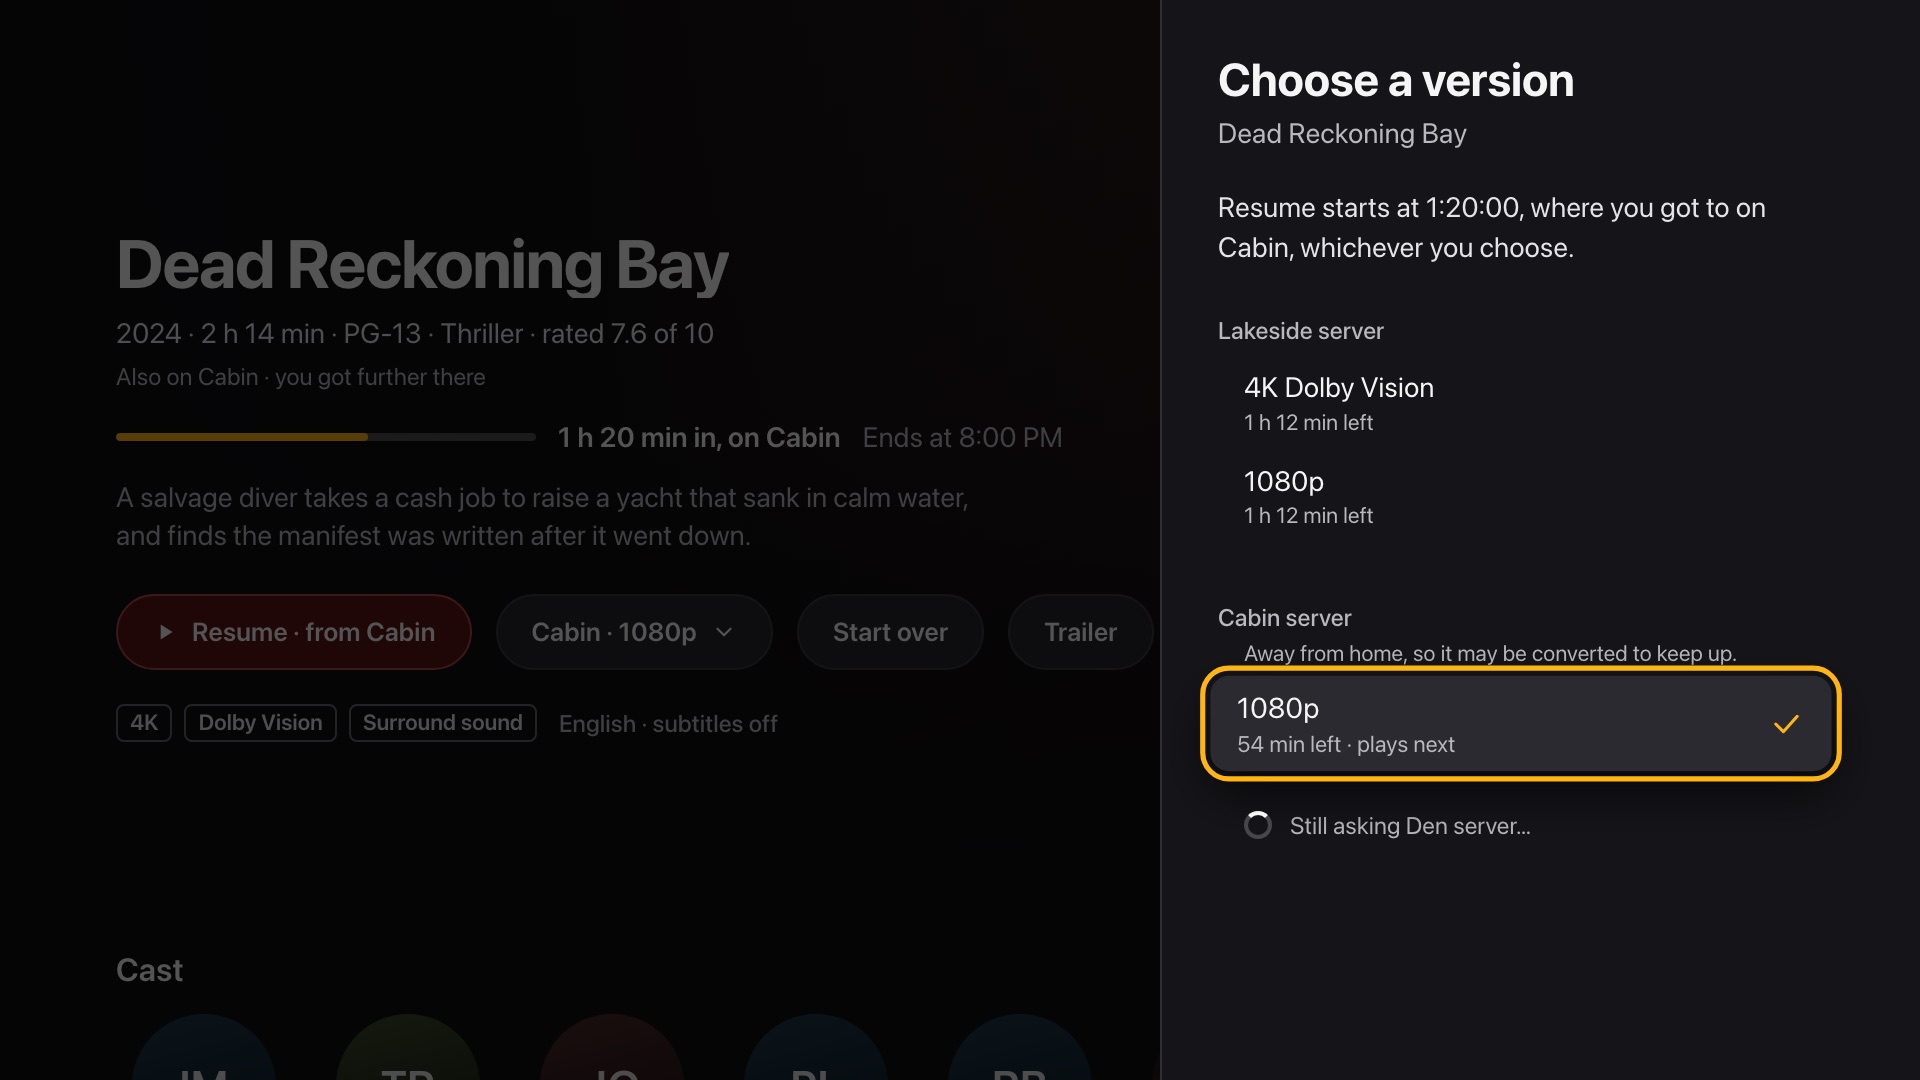 Dead Reckoning Bay
2024 · 2 h 14 min · PG-13 · Thriller · rated 7.6 of 10
Also on Cabin · you got further there
1 h 20 min in, on Cabin Ends at 8:00 PM
A salvage diver takes a cash job to raise a yacht that sank in calm water,
and finds the manifest was written after it went down.
Resume · from Cabin
Cabin · 1080p
Start over
Trailer
4K
Dolby Vision
Surround sound
English · subtitles off
Cast
Choose a version
Dead Reckoning Bay
Resume starts at 1:20:00, where you got to on
Cabin, whichever you choose.
Lakeside server
4K Dolby Vision
1 h 12 min left
1080p
1 h 12 min left
Cabin server
Away from home, so it may be converted to keep up.
1080p
54 min left · plays next
Still asking Den server…